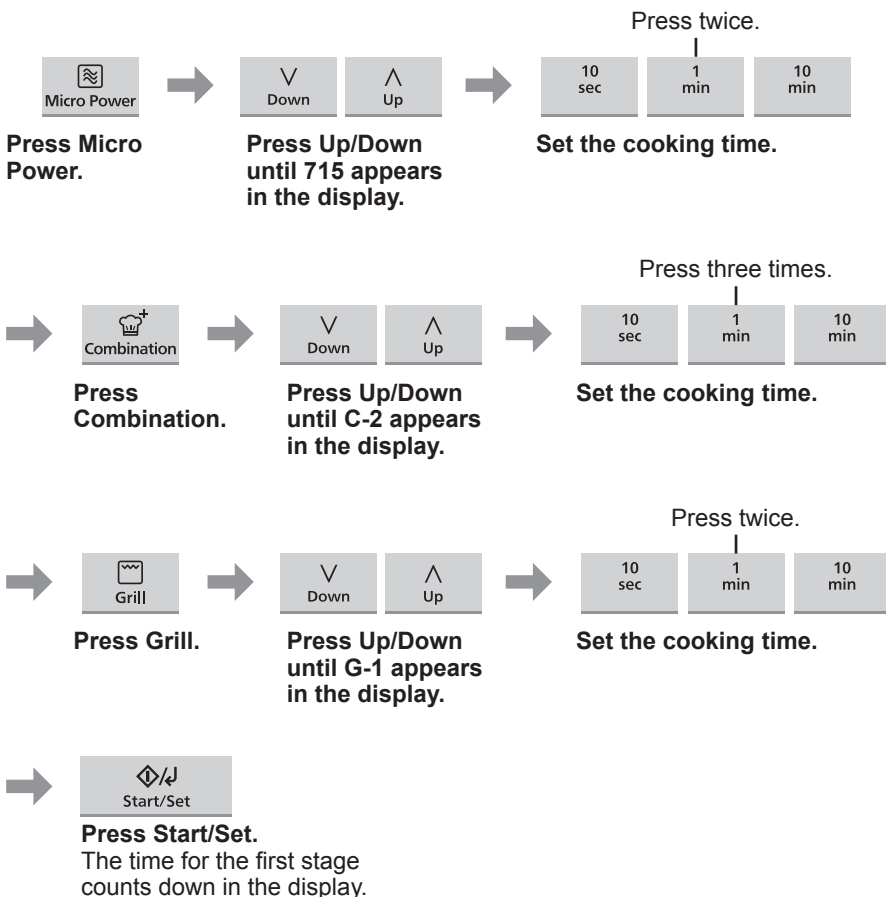 Press twice.
Micro Power
Down
Up
10
sec
1
min
10
min
Press Micro
Power.
Press Up/Down
until 715 appears
in the display.
Set the cooking time.
Press three times.
Combination
Down
Up
10
sec
1
min
10
min
Press
Combination.
Press Up/Down
until C-2 appears
in the display.
Set the cooking time.
Press twice.
Grill
Down
Up
10
sec
1
min
10
min
Press Grill.
Press Up/Down
until G-1 appears
in the display.
Set the cooking time.
Start/Set
Press Start/Set.
The time for the first stage
counts down in the display.